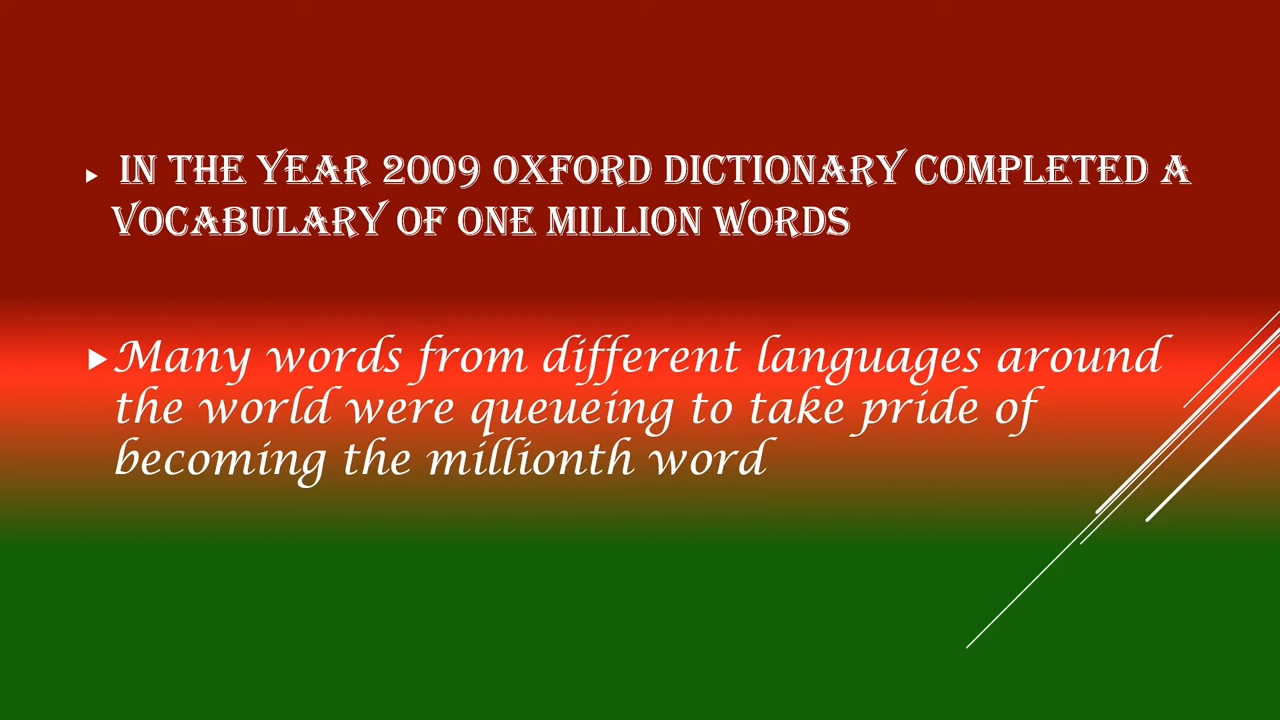 IN THE YEAR 2009 OXFORD DICTIONARY COMPLETED A
VOCABULARY OF ONE MILLION WORDS
Many words from different languages around
the world were queueing to take pride of
becoming the millionth word